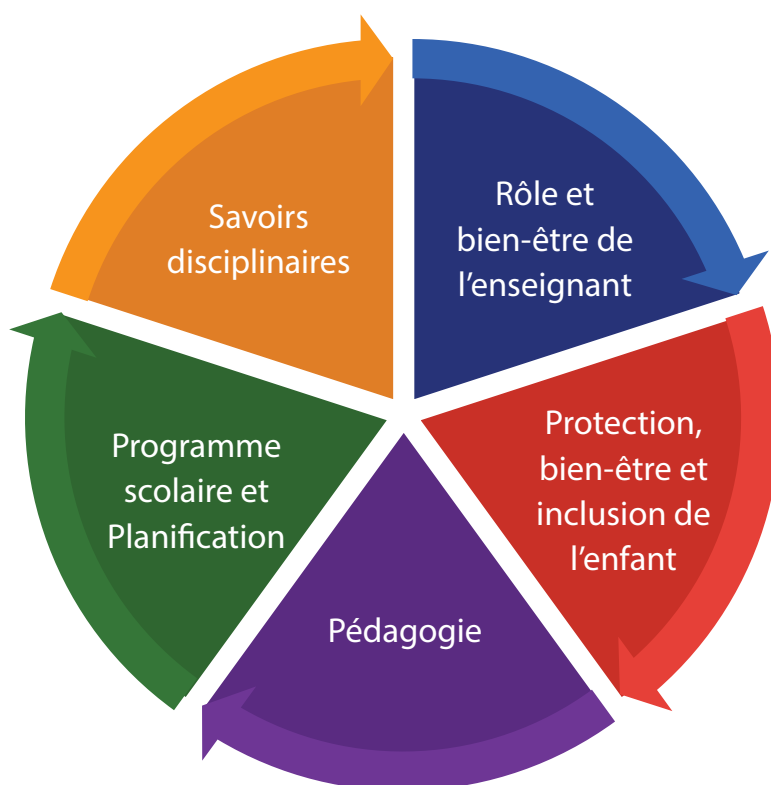 Savoirs
disciplinaires
Rôle et
bien-être de
l’enseignant
Protection,
bien-être et
inclusion de
l’enfant
Pédagogie
Programme
scolaire et
Planification